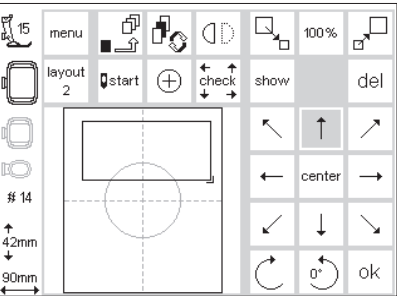 15
menu
100%
layout
2
start
check
show
del
center
# 14
42mm
90mm
0°
ok